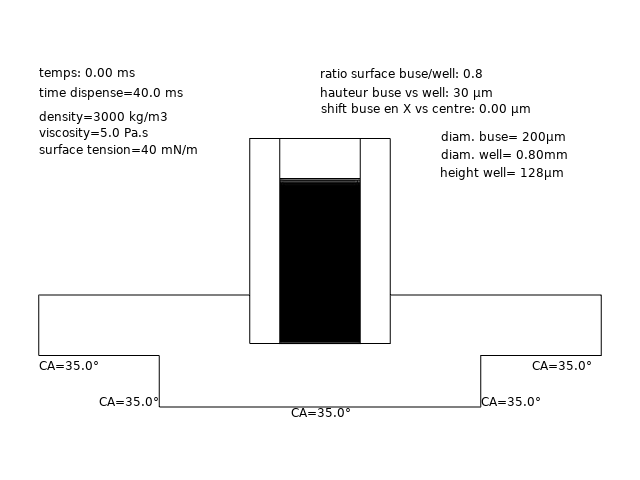 temps: 0.00 ms
time dispense=40.0 ms
density=3000 kg/m3
viscosity=5.0 Pa.s
surface tension=40 mN/m
ratio surface buse/well: 0.8
hauteur buse vs well: 30 µm
shift buse en X vs centre: 0.00 µm
diam. buse= 200µm
diam. well= 0.80mm
height well= 128µm
CA=35.0°
CA=35.0°
CA=35.0°
CA=35.0°
CA=35.0°